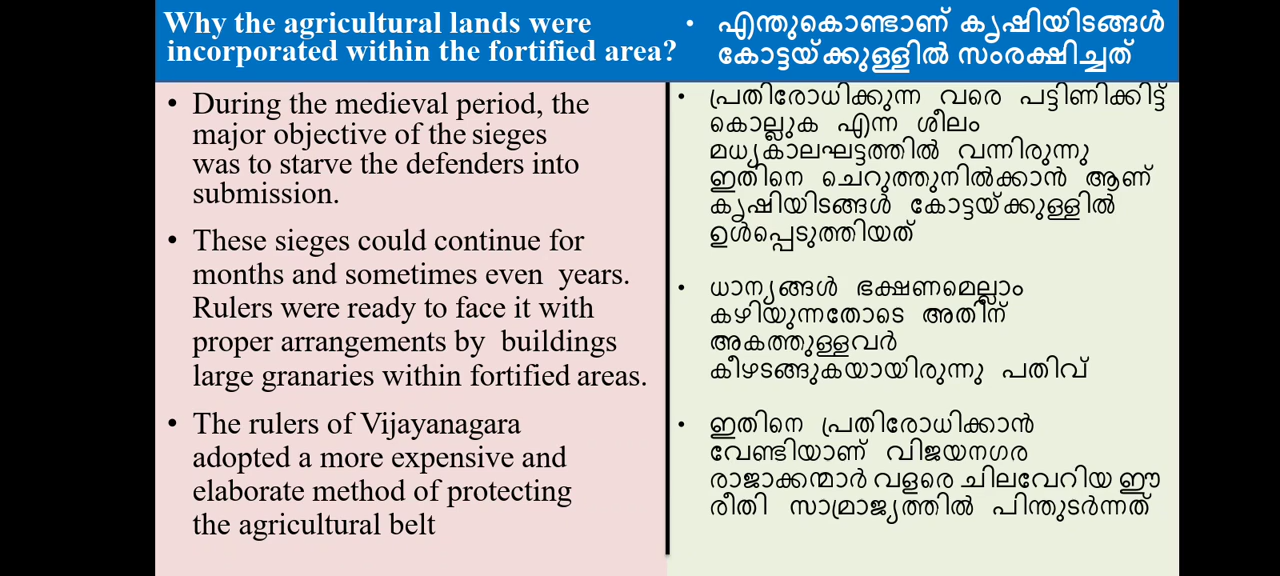 Why the agricultural lands were
incorporated within the fortified area?
• എന്തുകൊണ്ടാണ് കൃഷിയിടങ്ങൾ
കോട്ടയ്ക്കുള്ളിൽ സംരക്ഷിച്ചത്
• During the medieval period, the
major objective of the sieges
was to starve the defenders into
submission.
• These sieges could continue for
months and sometimes even years.
Rulers were ready to face it with
proper arrangements by buildings
large granaries within fortified areas.
• The rulers of Vijayanagara
adopted a more expensive and
elaborate method of protecting
the agricultural belt
• പ്രതിരോധിക്കുന്ന വരെ പട്ടിണിക്കിട്ട്
കൊല്ലുക എന്ന ശീലം
മധ്യകാലഘട്ടത്തിൽ വന്നിരുന്നു
ഇതിനെ ചെറുത്തുനിൽക്കാൻ ആണ്
കൃഷിയിടങ്ങൾ കോട്ടയ്ക്കുള്ളിൽ
ഉൾപ്പെടുത്തിയത്
• ധാന്യങ്ങൾ ഭക്ഷണമെല്ലാം
കഴിയുന്നതോടെ അതിന്
അകത്തുള്ളവർ
കീഴടങ്ങുകയായിരുന്നു പതിവ്
• ഇതിനെ പ്രതിരോധിക്കാൻ
വേണ്ടിയാണ് വിജയനഗര
രാജാക്കന്മാർ വളരെ ചിലവേറിയ ഈ
രീതി സാമ്രാജ്യത്തിൽ പിന്തുടർന്നത്